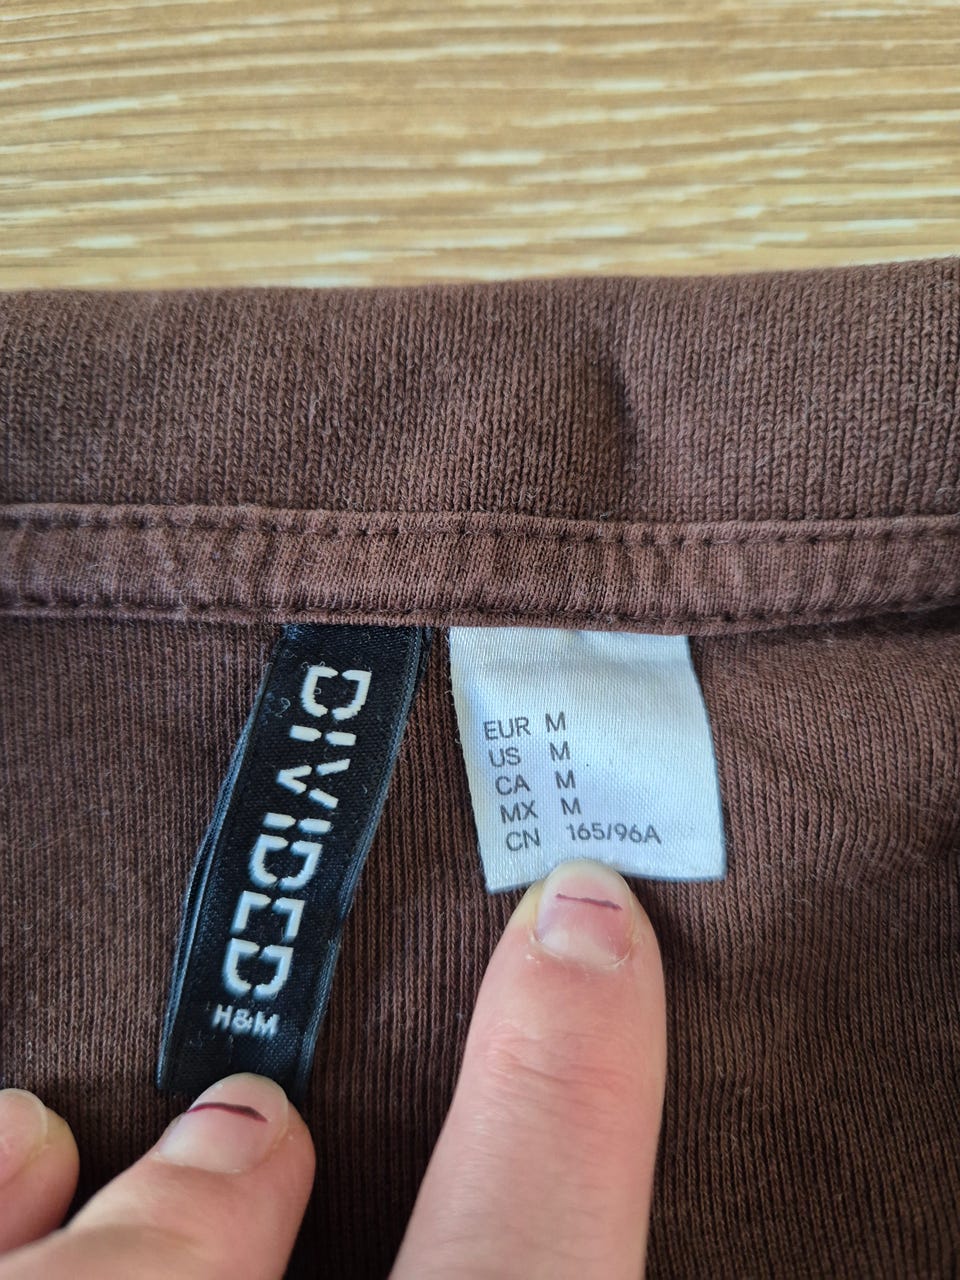 DIVIDED
H&M
EUR M
US M
CA M
MX M
CN 165/96A